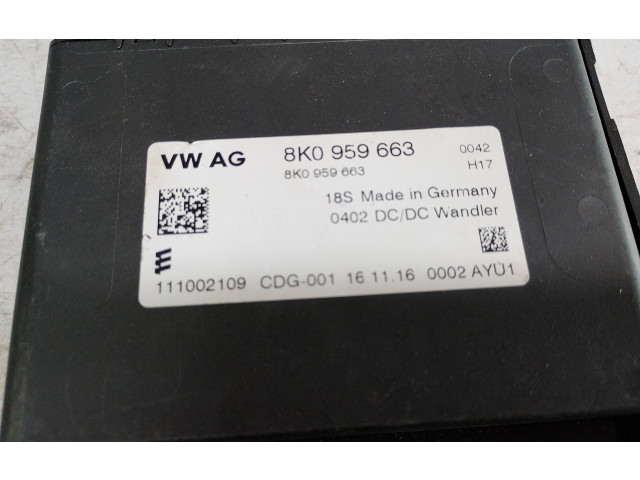 VW AG 8K0 959 663 0042
8K0 959 663 H17
18S Made in Germany
0402 DC/DC Wandler
111002109 CDG-001 16 11.16 0002 AYU1